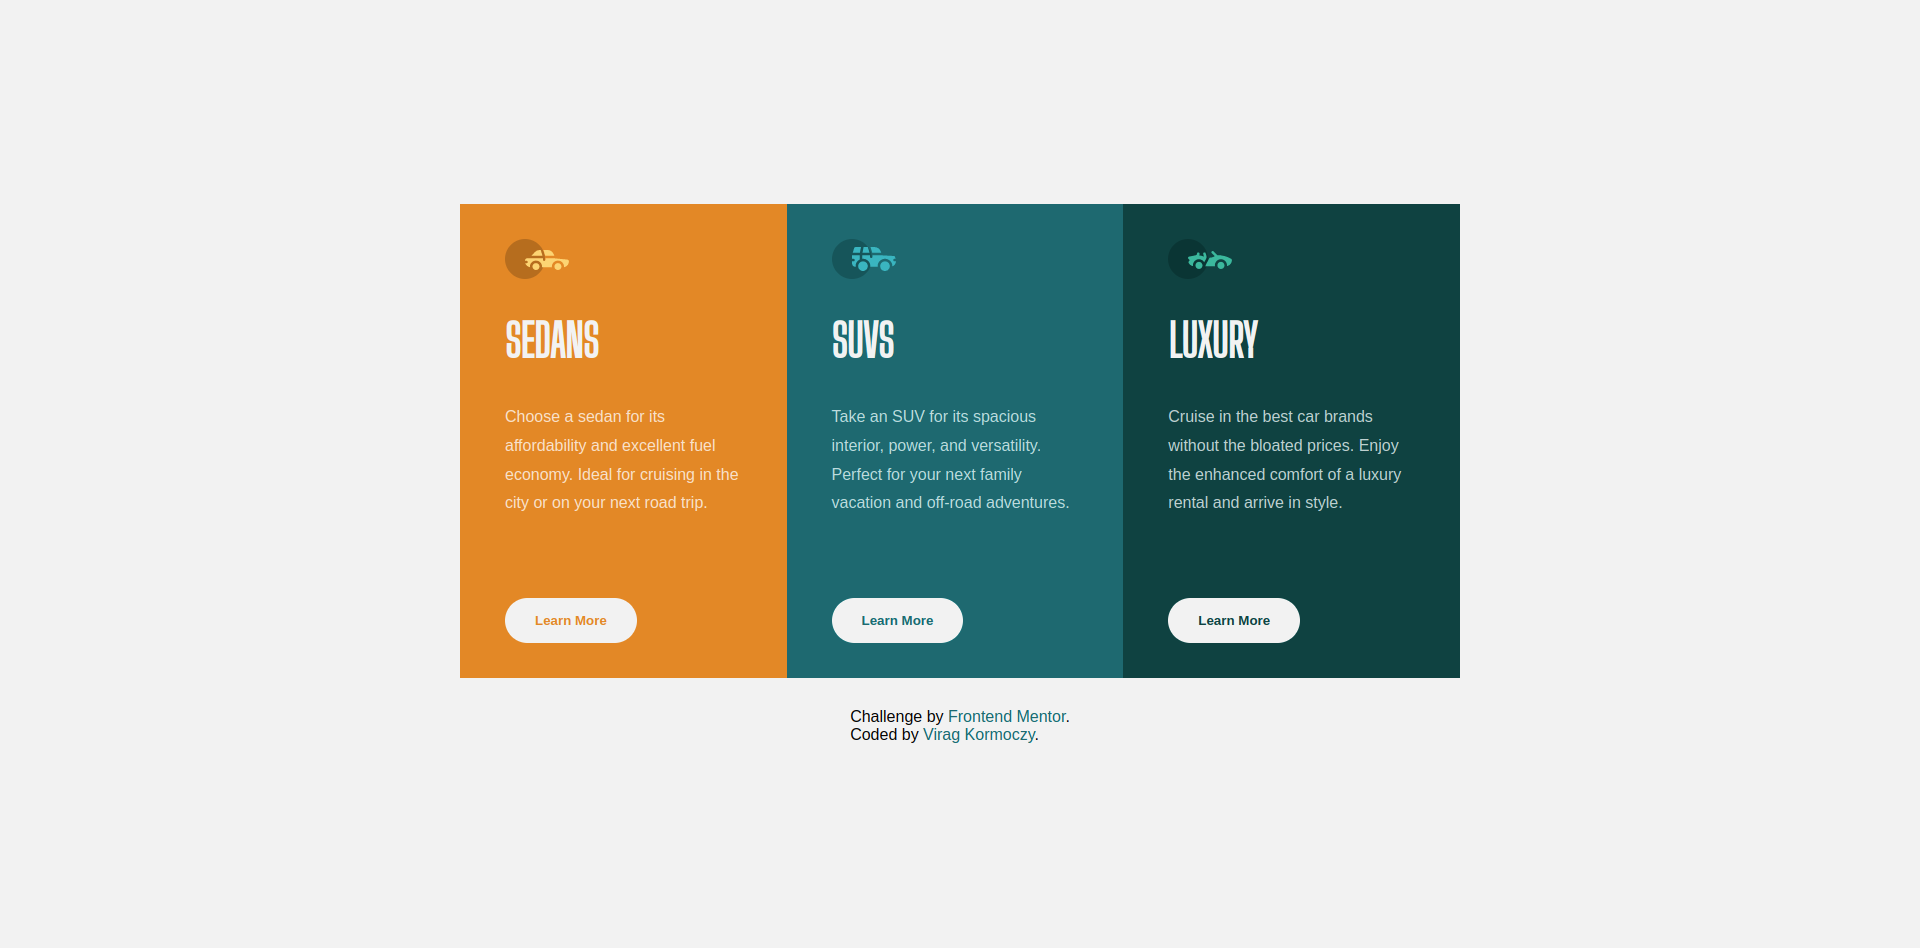 SEDANS
Choose a sedan for its
affordability and excellent fuel
economy. Ideal for cruising in the
city or on your next road trip.
Learn More
SUVS
Take an SUV for its spacious
interior, power, and versatility.
Perfect for your next family
vacation and off-road adventures.
Learn More
LUXURY
Cruise in the best car brands
without the bloated prices. Enjoy
the enhanced comfort of a luxury
rental and arrive in style.
Learn More
Challenge by Frontend Mentor.
Coded by Virag Kormoczy.